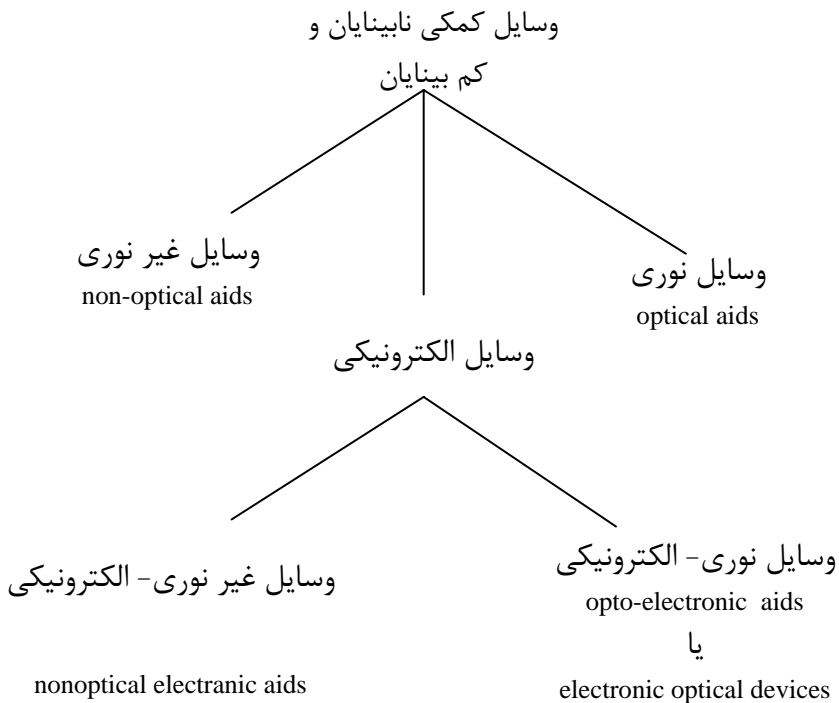 وسایل کمکی نابینایان و
کم بینایان
وسایل نوری
optical aids
وسایل غیر نوری
non-optical aids
وسایل الکترونیکی
وسایل نوری- الکترونیکی
opto-electronic aids
یا
electronic optical devices
وسایل غیر نوری- الکترونیکی
nonoptical electranic aids